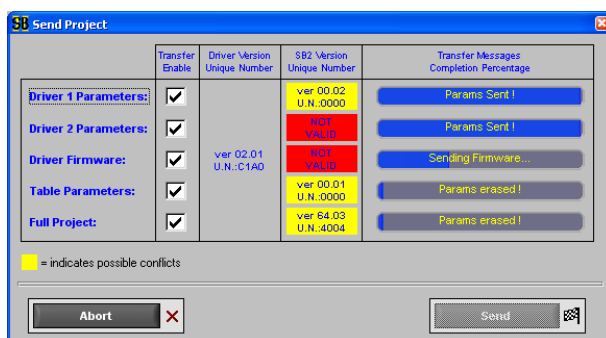 SB Send Project
Transfer Enable
Driver Version Unique Number
SB2 Version Unique Number
Transfer Messages Completion Percentage
Driver 1 Parameters:
ver 00.02
U.N.:0000
Params Sent !
Driver 2 Parameters:
NOT
VALID
Params Sent !
Driver Firmware:
ver 02.01
U.N.:C1A0
NOT
VALID
Sending Firmware...
Table Parameters:
ver 00.01
U.N.:0000
Params erased !
Full Project:
ver 64.03
U.N.:4004
Params erased !
= indicates possible conflicts
Abort
Send